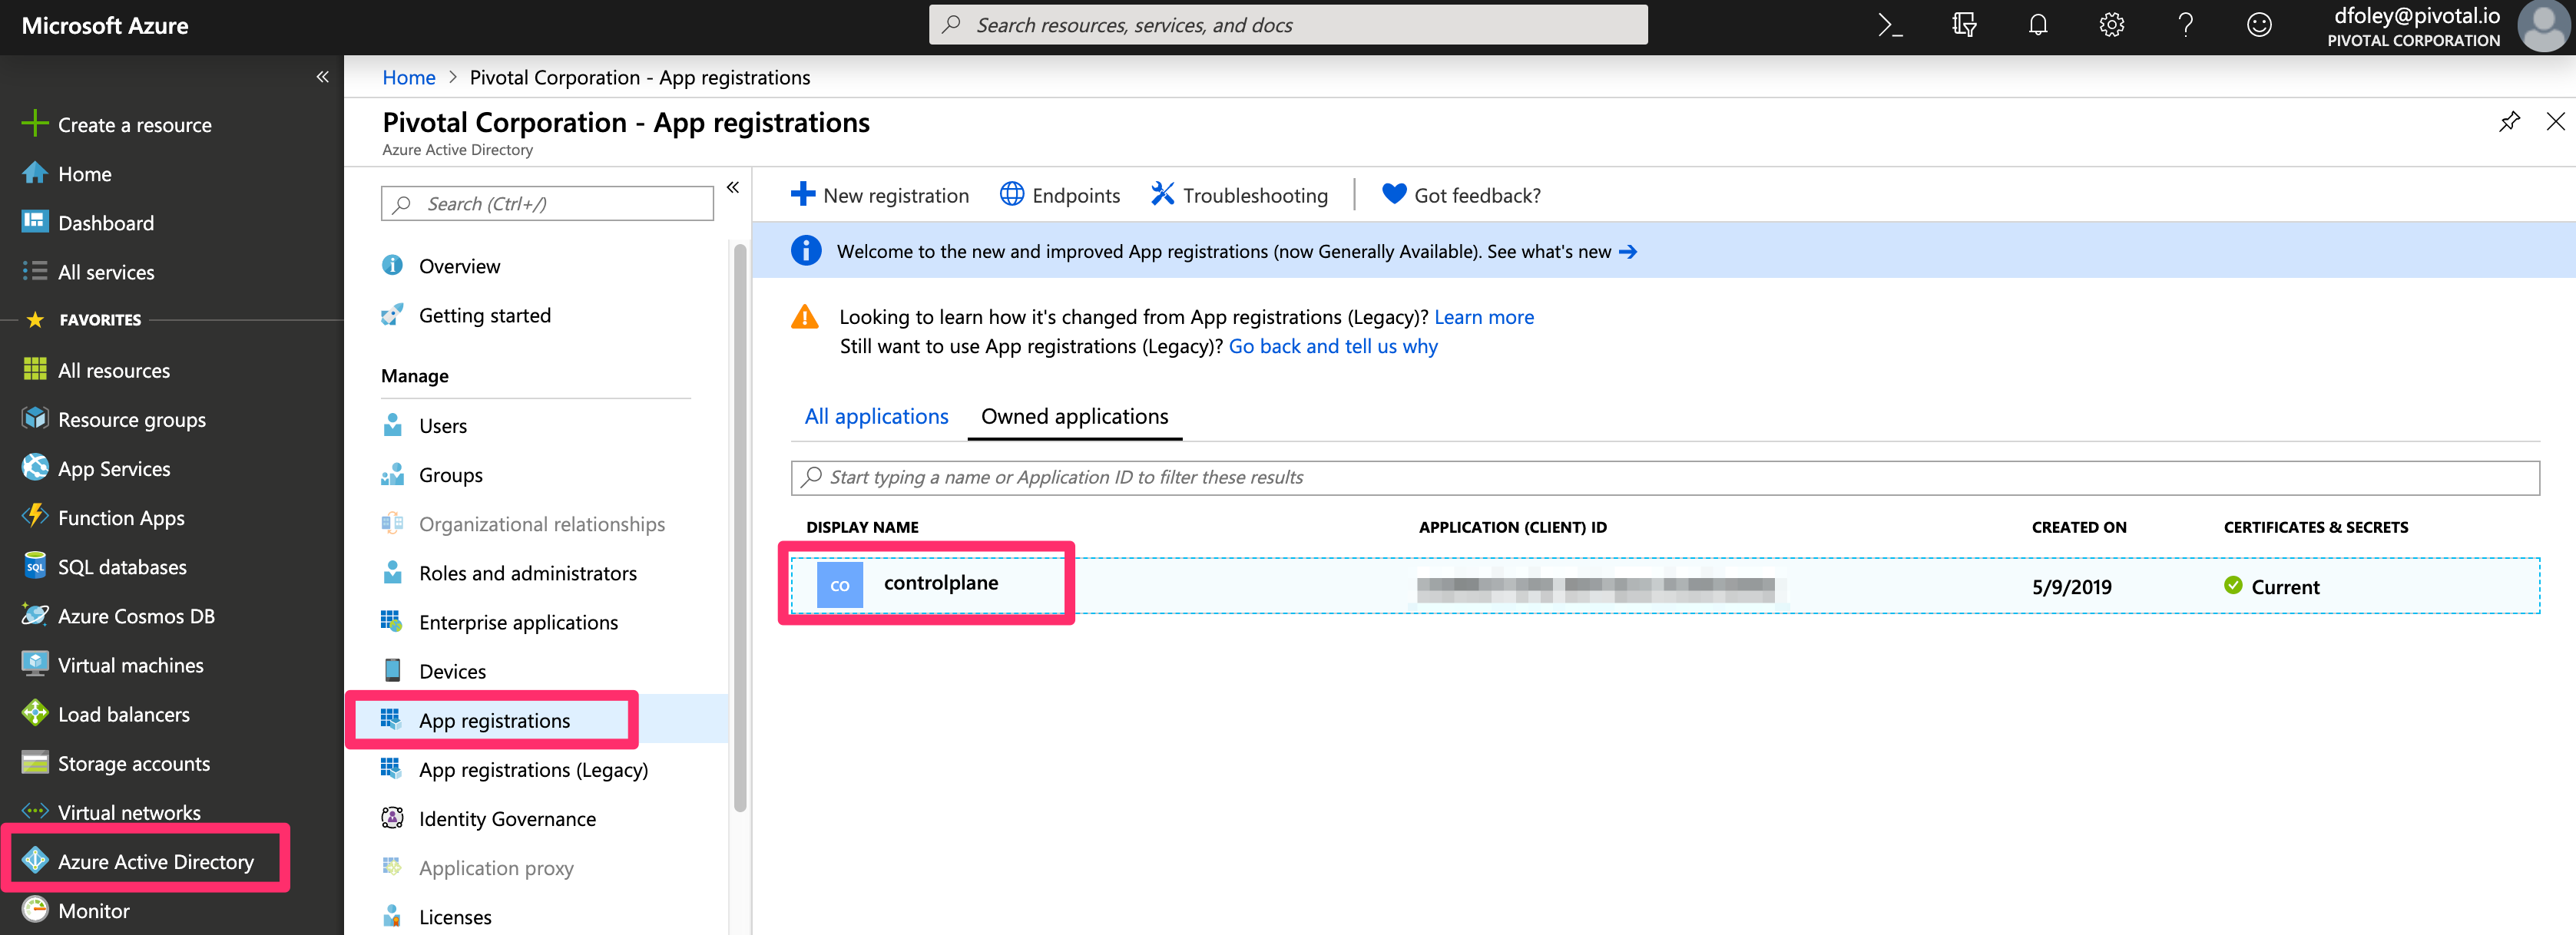 Microsoft Azure
Search resources, services, and docs
dfoley@pivotal.io
PIVOTAL CORPORATION
Create a resource
Home
Dashboard
All services
FAVORITES
All resources
Resource groups
App Services
Function Apps
SQL databases
Azure Cosmos DB
Virtual machines
Load balancers
Storage accounts
Virtual networks
Azure Active Directory
Monitor
Home > Pivotal Corporation - App registrations
Pivotal Corporation - App registrations
Azure Active Directory
Search (Ctrl+/)
Overview
Getting started
Manage
Users
Groups
Organizational relationships
Roles and administrators
Enterprise applications
Devices
App registrations
App registrations (Legacy)
Identity Governance
Application proxy
Licenses
New registration Endpoints Troubleshooting Got feedback?
Welcome to the new and improved App registrations (now Generally Available). See what's new →
Looking to learn how it's changed from App registrations (Legacy)? Learn more
Still want to use App registrations (Legacy)? Go back and tell us why
All applications Owned applications
Start typing a name or Application ID to filter these results
DISPLAY NAME APPLICATION (CLIENT) ID CREATED ON CERTIFICATES & SECRETS
CO controlplane 5/9/2019 Current